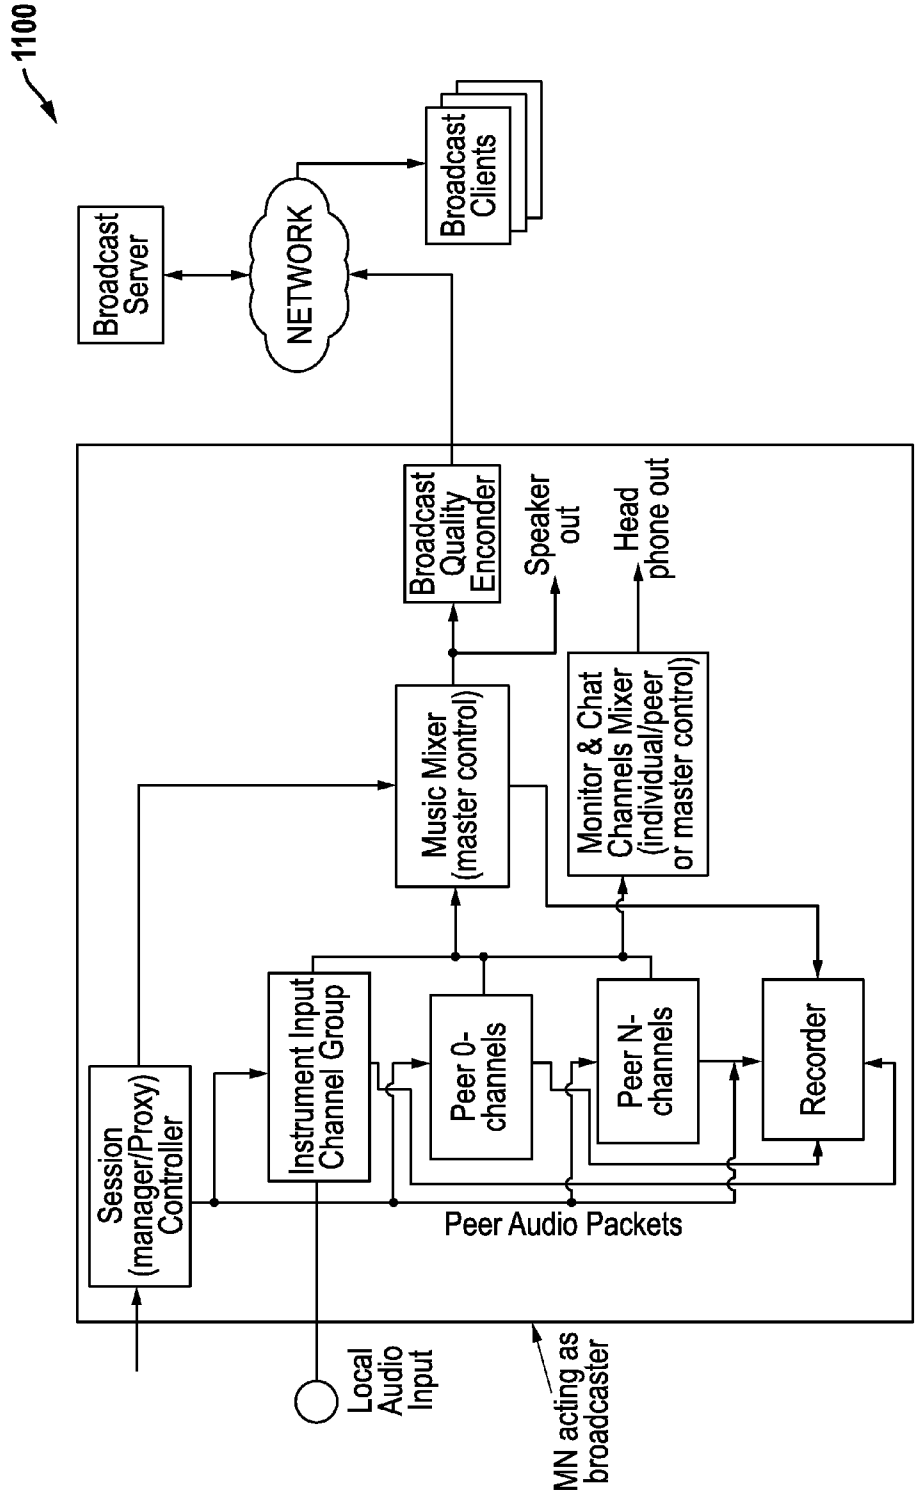 1100
Broadcast
Server
NETWORK
Broadcast
Clients
Broadcast
Quality
Enconder
Speaker
out
Head
phone out
Music Mixer
(master control)
Monitor & Chat
Channels Mixer
(individual/peer
or master control)
Session
(manager/Proxy)
Controller
Instrument Input
Channel Group
Peer 0-
channels
Peer N-
channels
Recorder
Peer Audio Packets
Local
Audio
Input
MN acting as
broadcaster